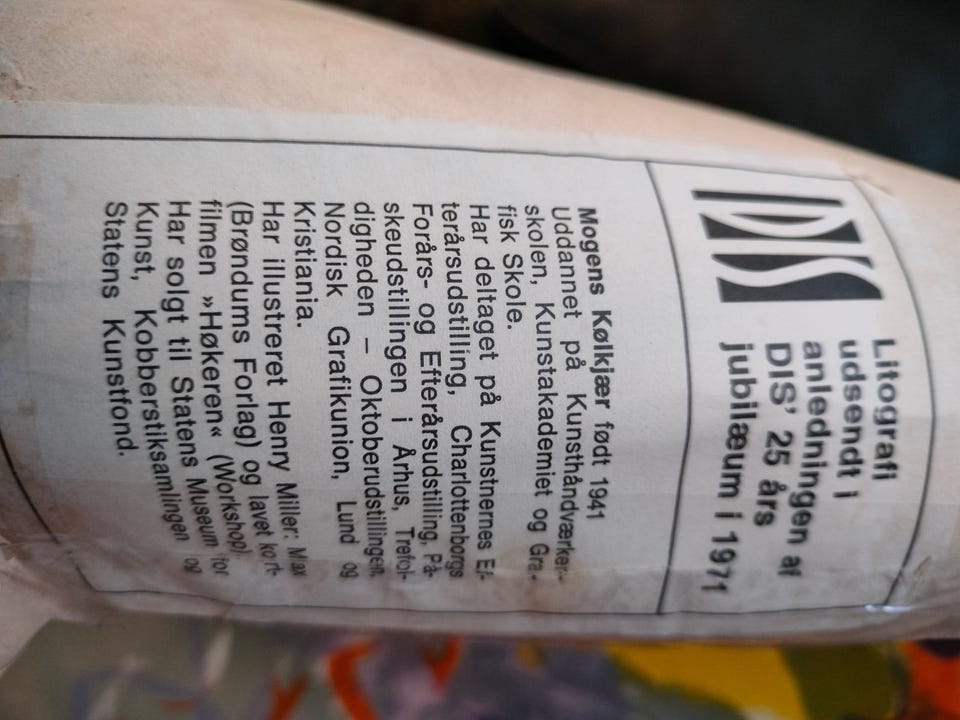 DIS
Litografi
udsendt i
anledningen af
DIS' 25 års
jubilæum i 1971
Mogens Kølkjær født 1941
Uddannet på Kunsthåndværker-
skolen, Kunstakademiet og Gra-
fisk Skole.
Har deltaget på Kunstnernes Ef-
terårsudstilling, Charlottenborgs
Forårs- og Efterårsudstilling, På-
skeudstillingen i Århus, Trefol-
digheden – Oktoberudstillingen,
Nordisk Grafikunion, Lund og
Kristiania.
Har illustreret Henry Miller: Max
(Brøndums Forlag) og lavet kort-
filmen »Høkeren« (Workshop).
Har solgt til Statens Museum for
Kunst, Kobberstiksamlingen og
Statens Kunstfond.